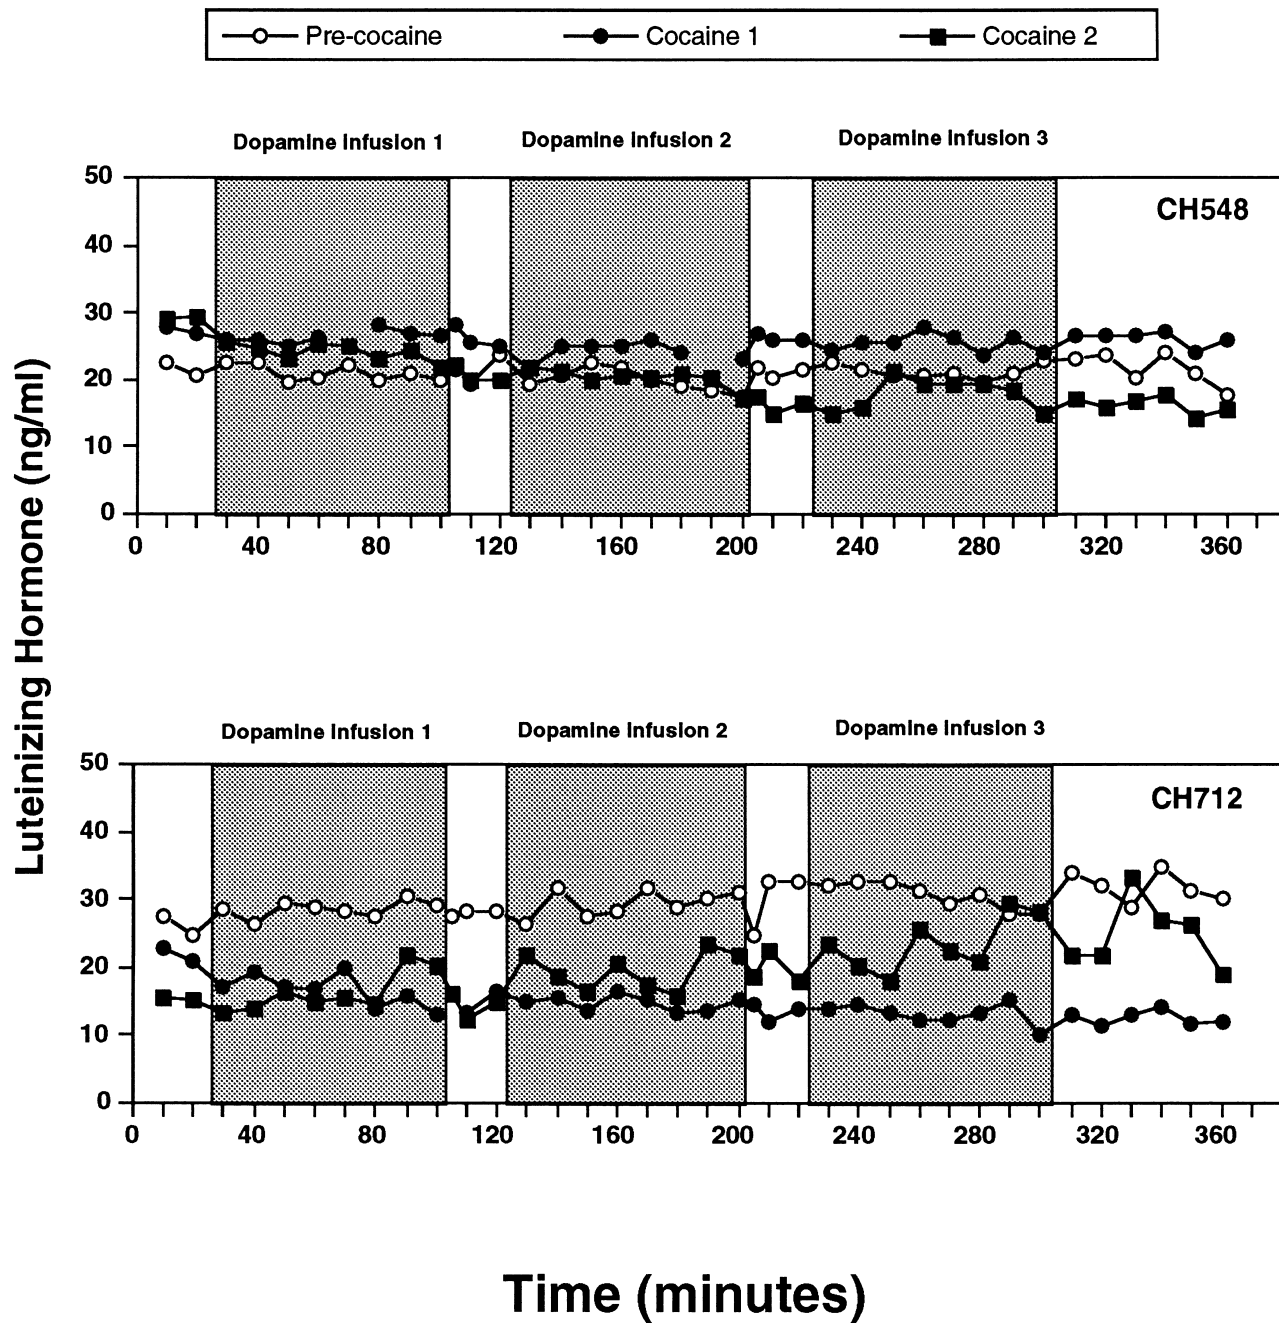 Pre-cocaine Cocaine 1 Cocaine 2
Dopamine Infusion 1 Dopamine Infusion 2 Dopamine Infusion 3
CH548
50
40
30
20
10
0
0 40 80 120 160 200 240 280 320 360
Luteinizing Hormone (ng/ml)
Dopamine Infusion 1 Dopamine Infusion 2 Dopamine Infusion 3
CH712
50
40
30
20
10
0
0 40 80 120 160 200 240 280 320 360
Time (minutes)